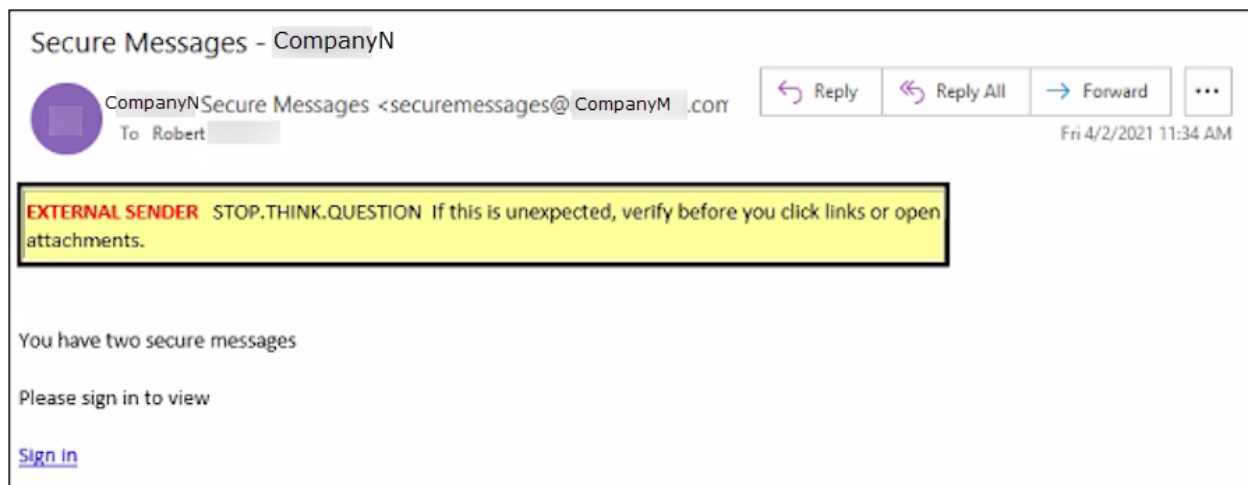 Secure Messages - CompanyN
CompanyN Secure Messages <securemessages@ CompanyM .com
Reply
Reply All
Forward
...
To Robert
Fri 4/2/2021 11:34 AM
EXTERNAL SENDER STOP.THINK.QUESTION If this is unexpected, verify before you click links or open
attachments.
You have two secure messages
Please sign in to view
Sign in